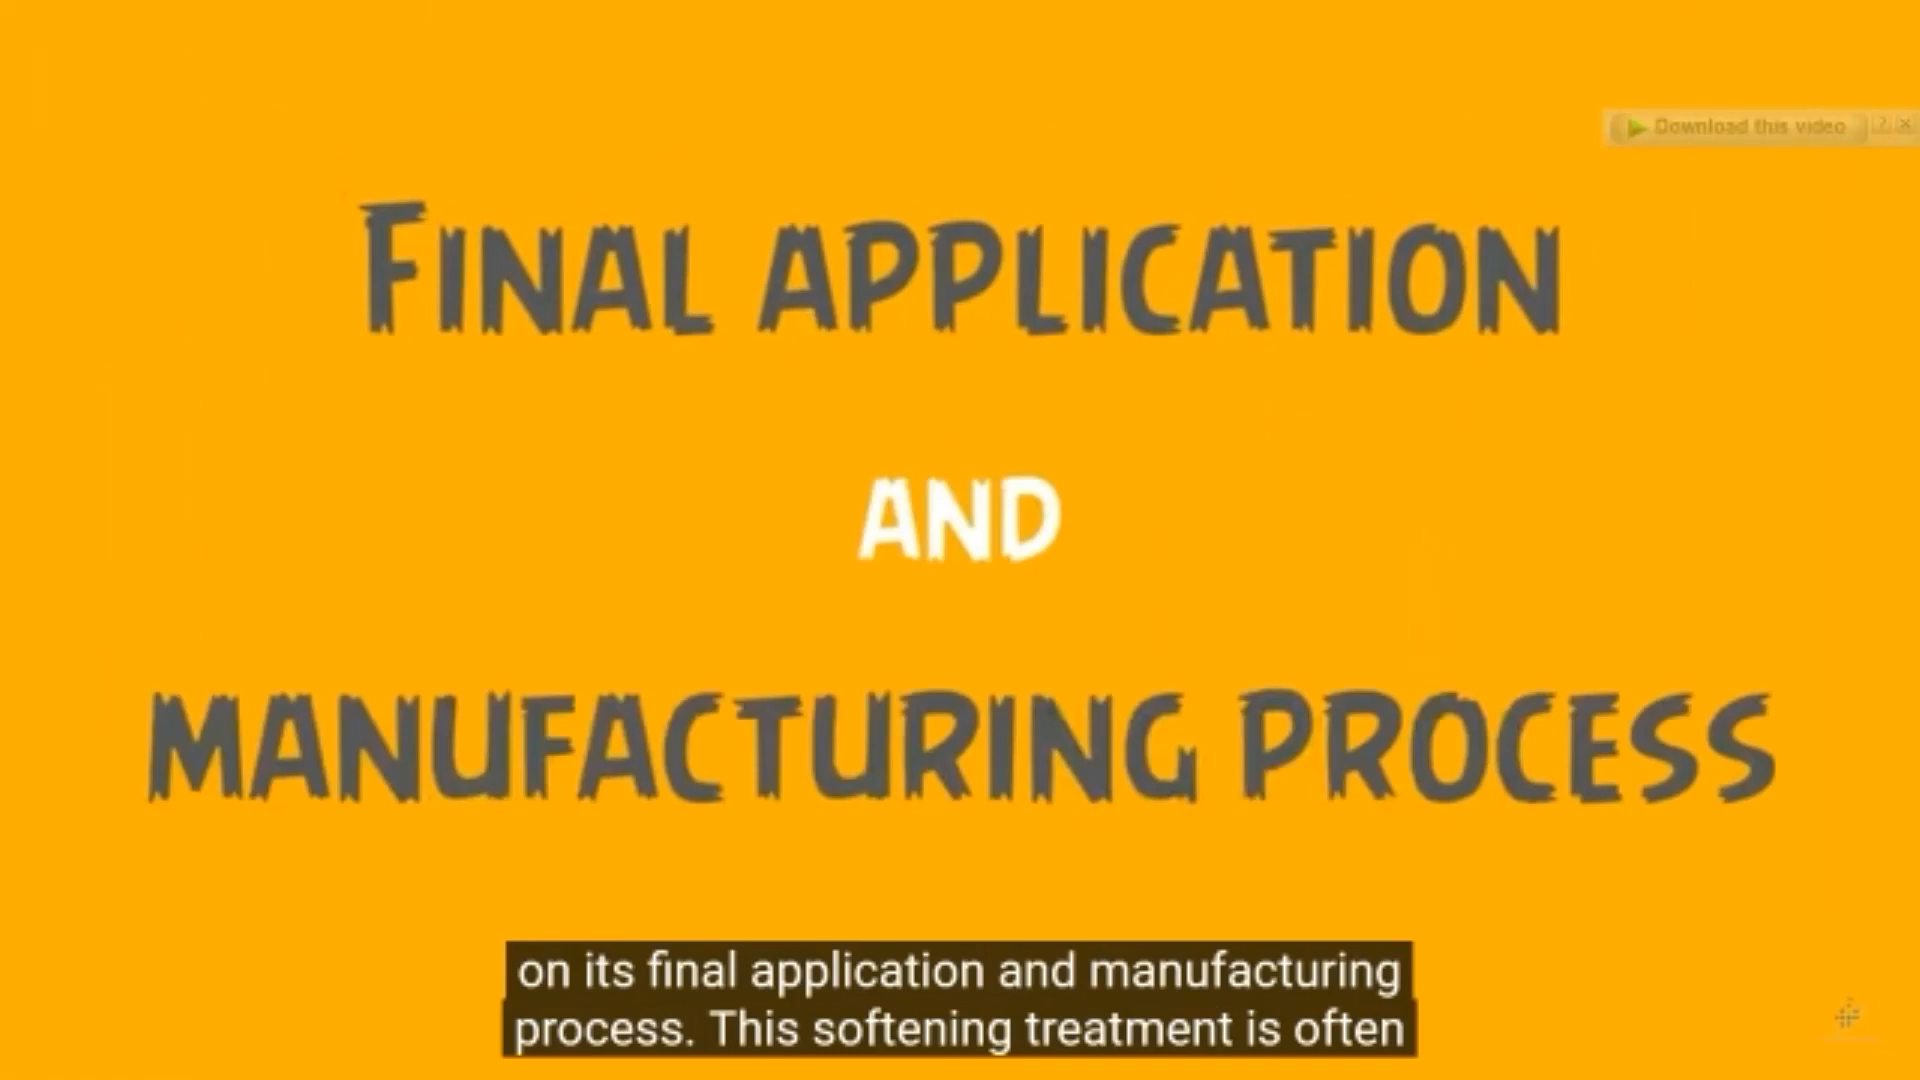 Download this video
FINAL APPLICATION
AND
MANUFACTURING PROCESS
on its final application and manufacturing
process. This softening treatment is often